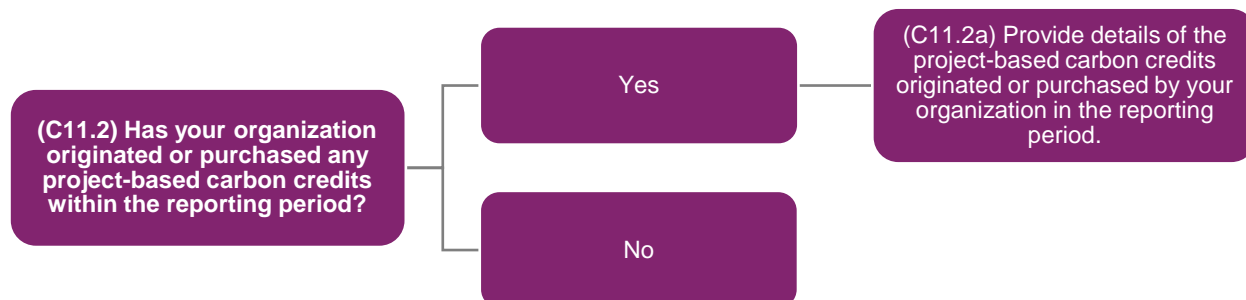 (C11.2) Has your organization
originated or purchased any
project-based carbon credits
within the reporting period?
Yes
No
(C11.2a) Provide details of the
project-based carbon credits
originated or purchased by your
organization in the reporting
period.